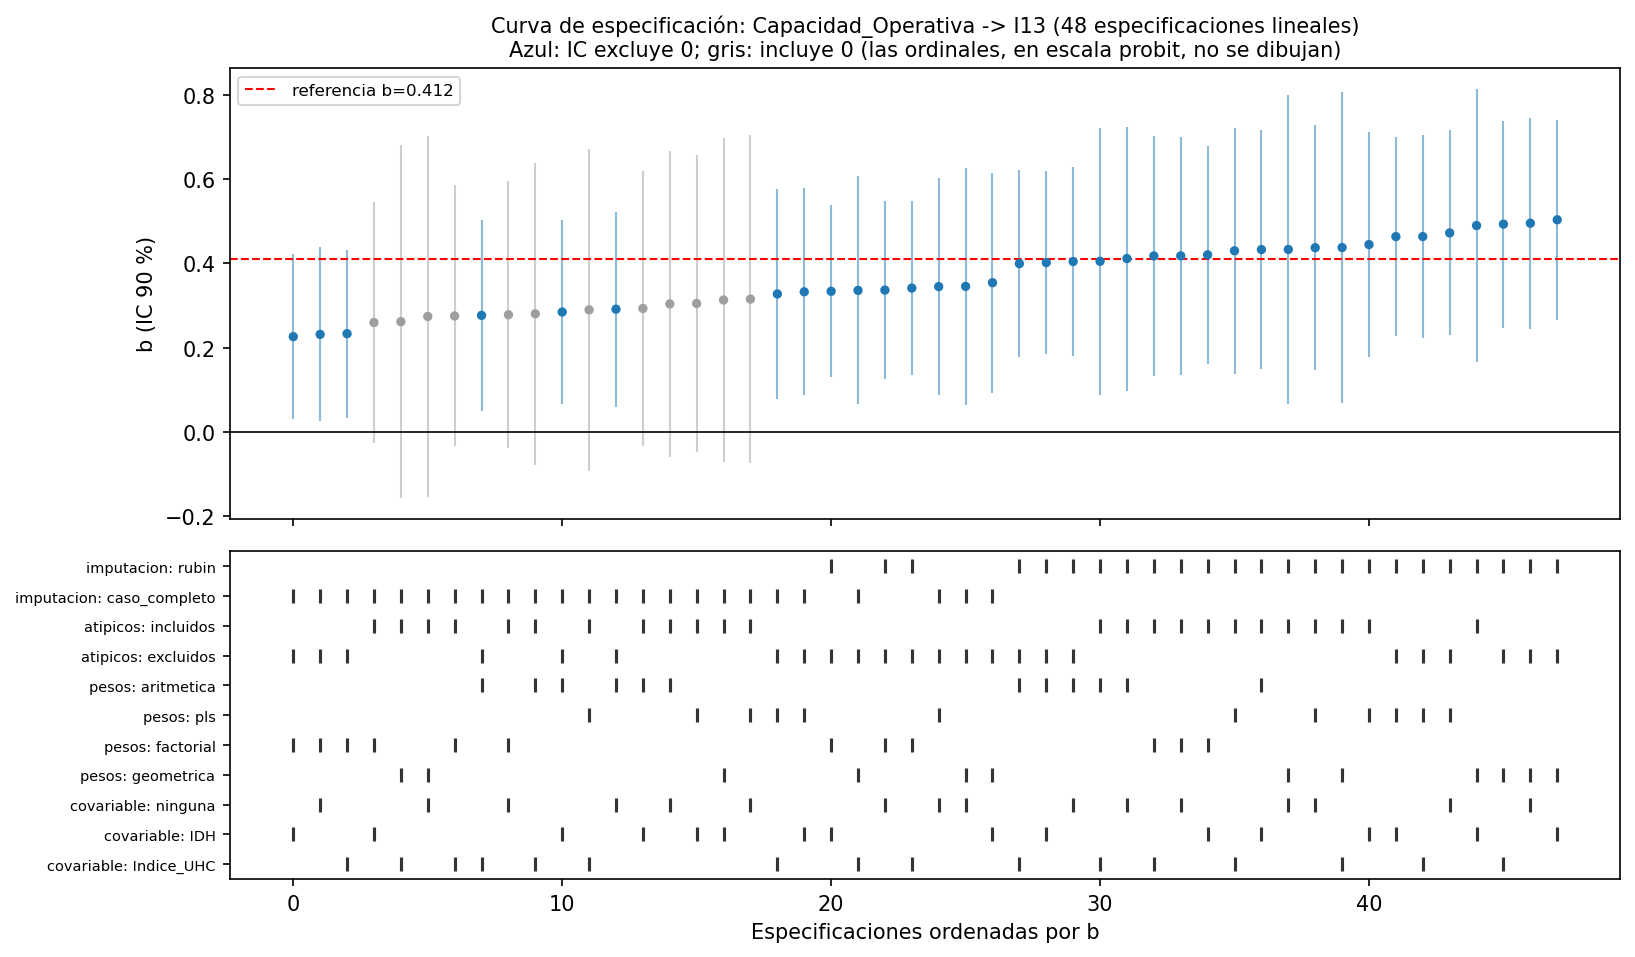 Curva de especificación: Capacidad_Operativa -> I13 (48 especificaciones lineales)
Azul: IC excluye 0; gris: incluye 0 (las ordinales, en escala probit, no se dibujan)
referencia b=0.412
b (IC 90 %)
0.8
0.6
0.4
0.2
0.0
−0.2
imputacion: rubin
imputacion: caso_completo
atipicos: incluidos
atipicos: excluidos
pesos: aritmetica
pesos: pls
pesos: factorial
pesos: geometrica
covariable: ninguna
covariable: IDH
covariable: Indice_UHC
0 10 20 30 40
Especificaciones ordenadas por b